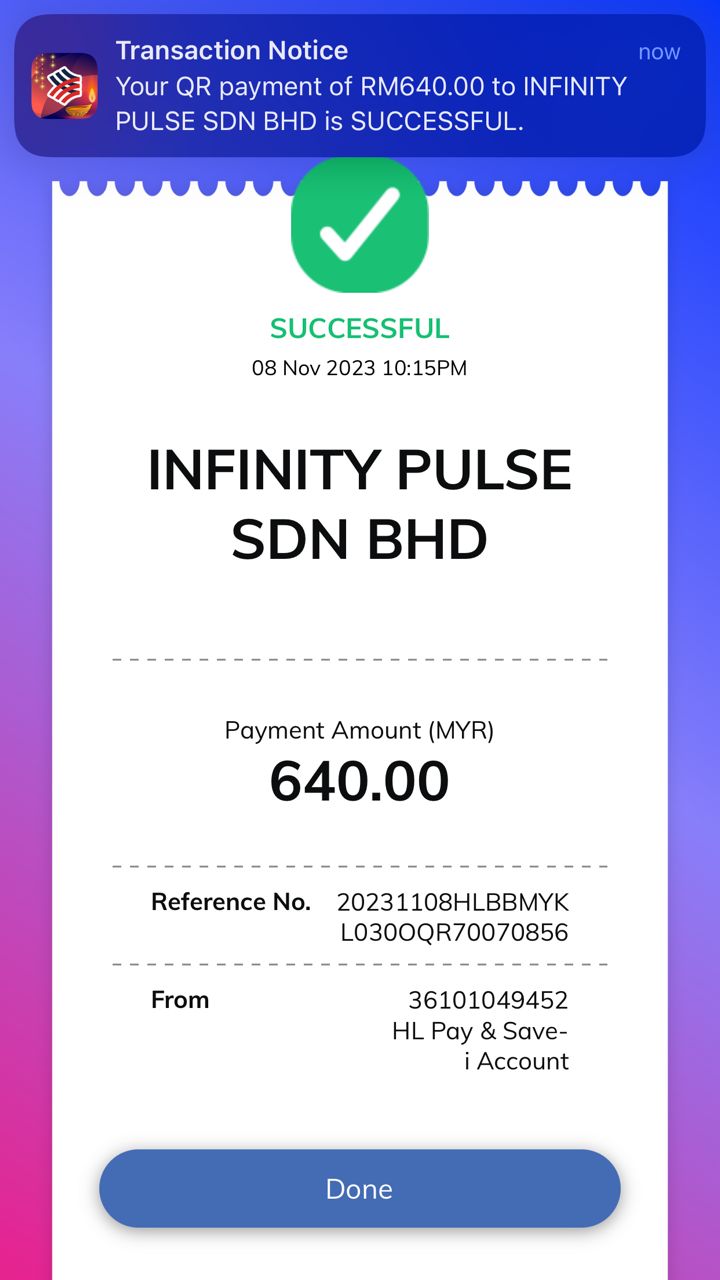 Transaction Notice
now
Your QR payment of RM640.00 to INFINITY
PULSE SDN BHD is SUCCESSFUL.
SUCCESSFUL
08 Nov 2023 10:15PM
INFINITY PULSE
SDN BHD
Payment Amount (MYR)
640.00
Reference No. 20231108HLBBMYK
L030OQR70070856
From 36101049452
HL Pay & Save-
i Account
Done